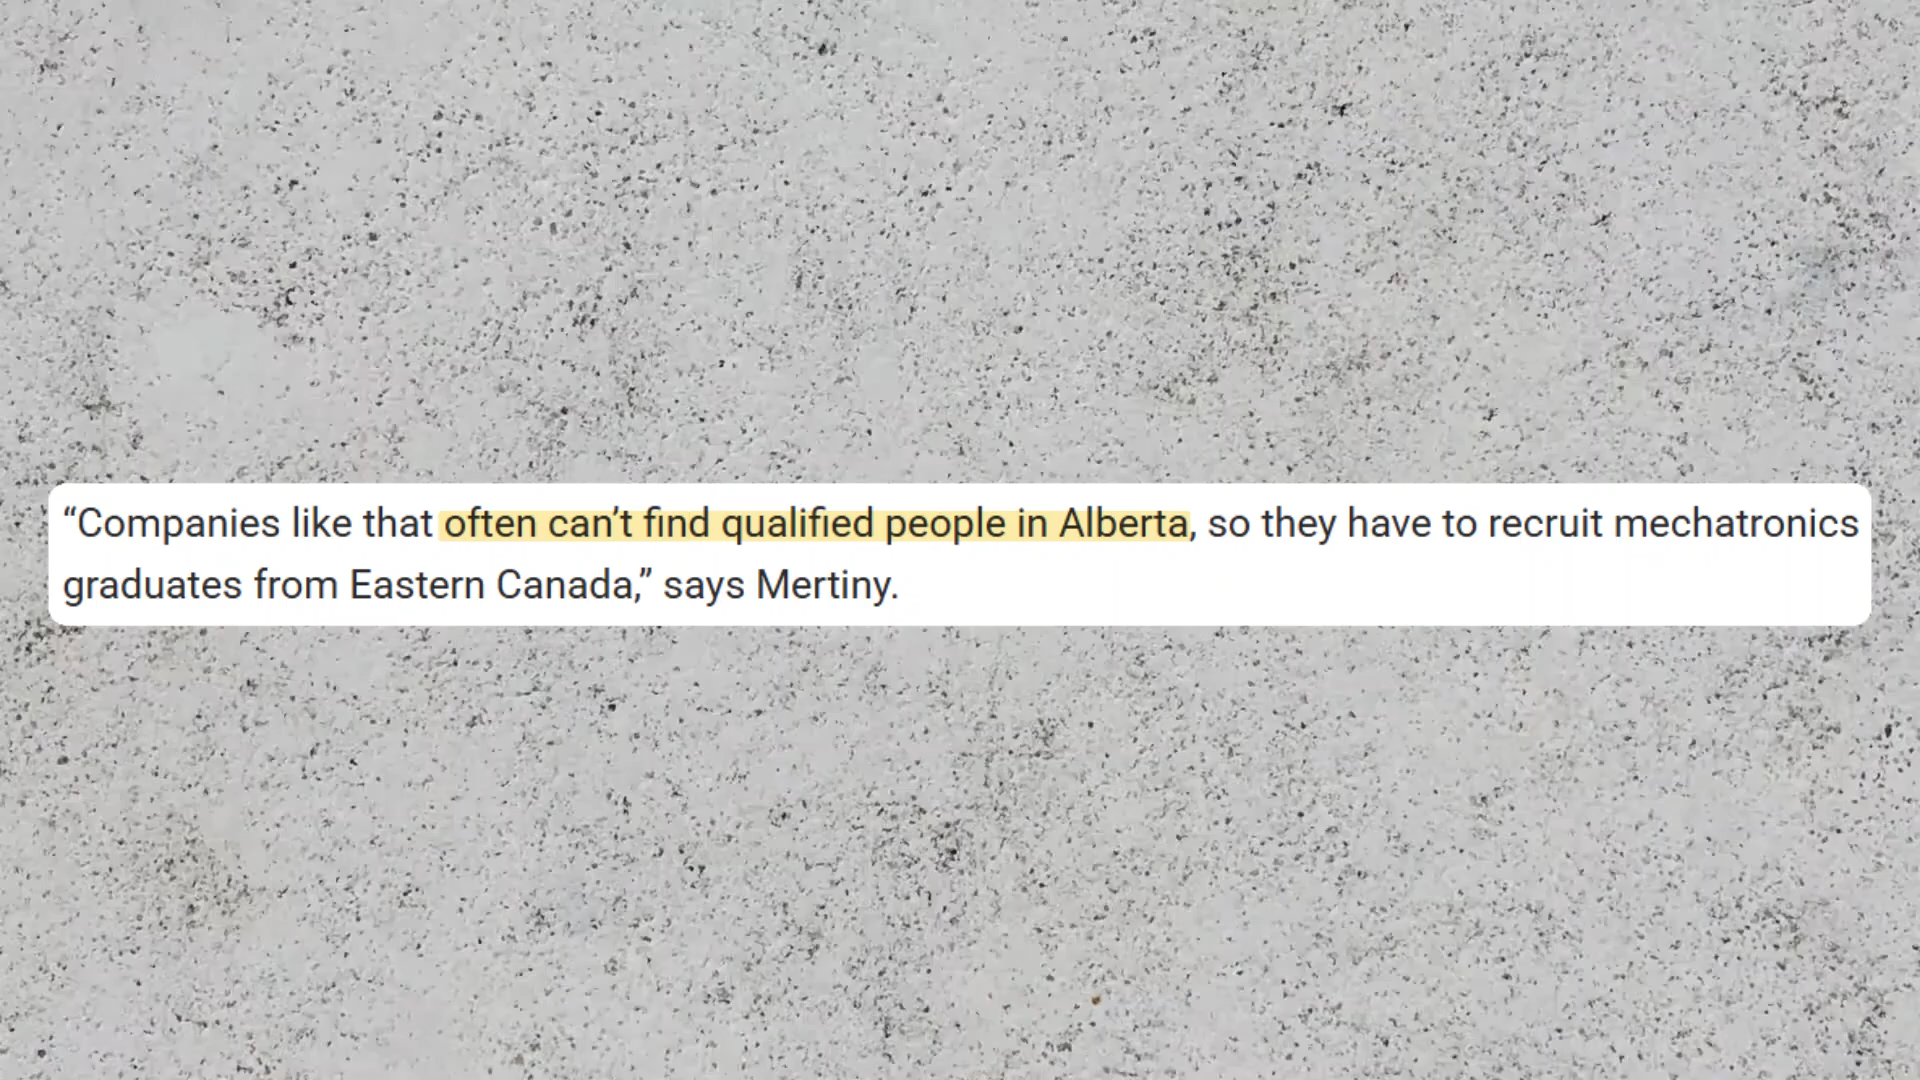 “Companies like that often can’t find qualified people in Alberta, so they have to recruit mechatronics
graduates from Eastern Canada,” says Mertiny.